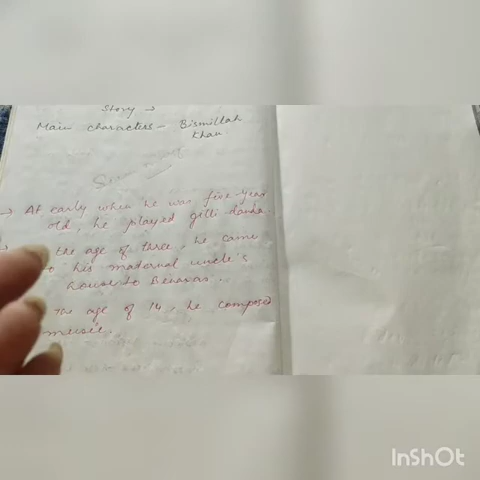 Story →
Main characters – Bismillah
Khan.
→ At early when he was five year
old, he played gilli-danda.
the age of three, he came
to his maternal uncle's
house to Benaras.
the age of 14, he composed
music.
InShOt